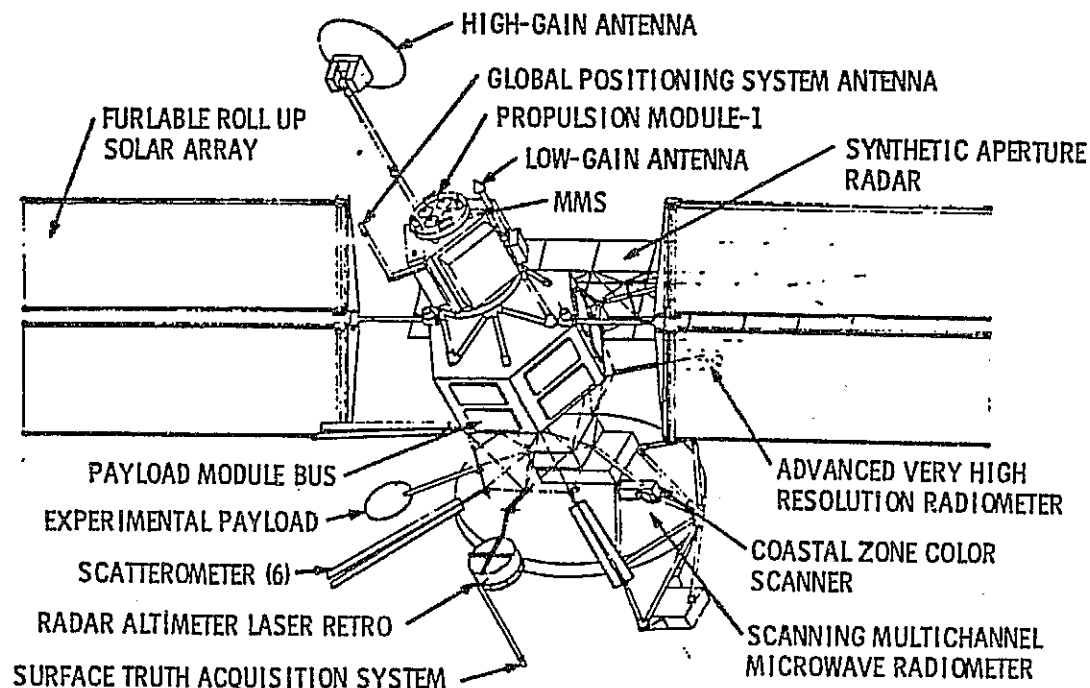 HIGH-GAIN ANTENNA
GLOBAL POSITIONING SYSTEM ANTENNA
FURLABLE ROLL UP
SOLAR ARRAY
PROPULSION MODULE-1
LOW-GAIN ANTENNA
SYNTHETIC APERTURE
RADAR
MMS
PAYLOAD MODULE BUS
ADVANCED VERY HIGH
RESOLUTION RADIOMETER
EXPERIMENTAL PAYLOAD
COASTAL ZONE COLOR
SCANNER
SCATTEROMETER (6)
RADAR ALTIMETER LASER RETRO
SCANNING MULTICHANNEL
MICROWAVE RADIOMETER
SURFACE TRUTH ACQUISITION SYSTEM